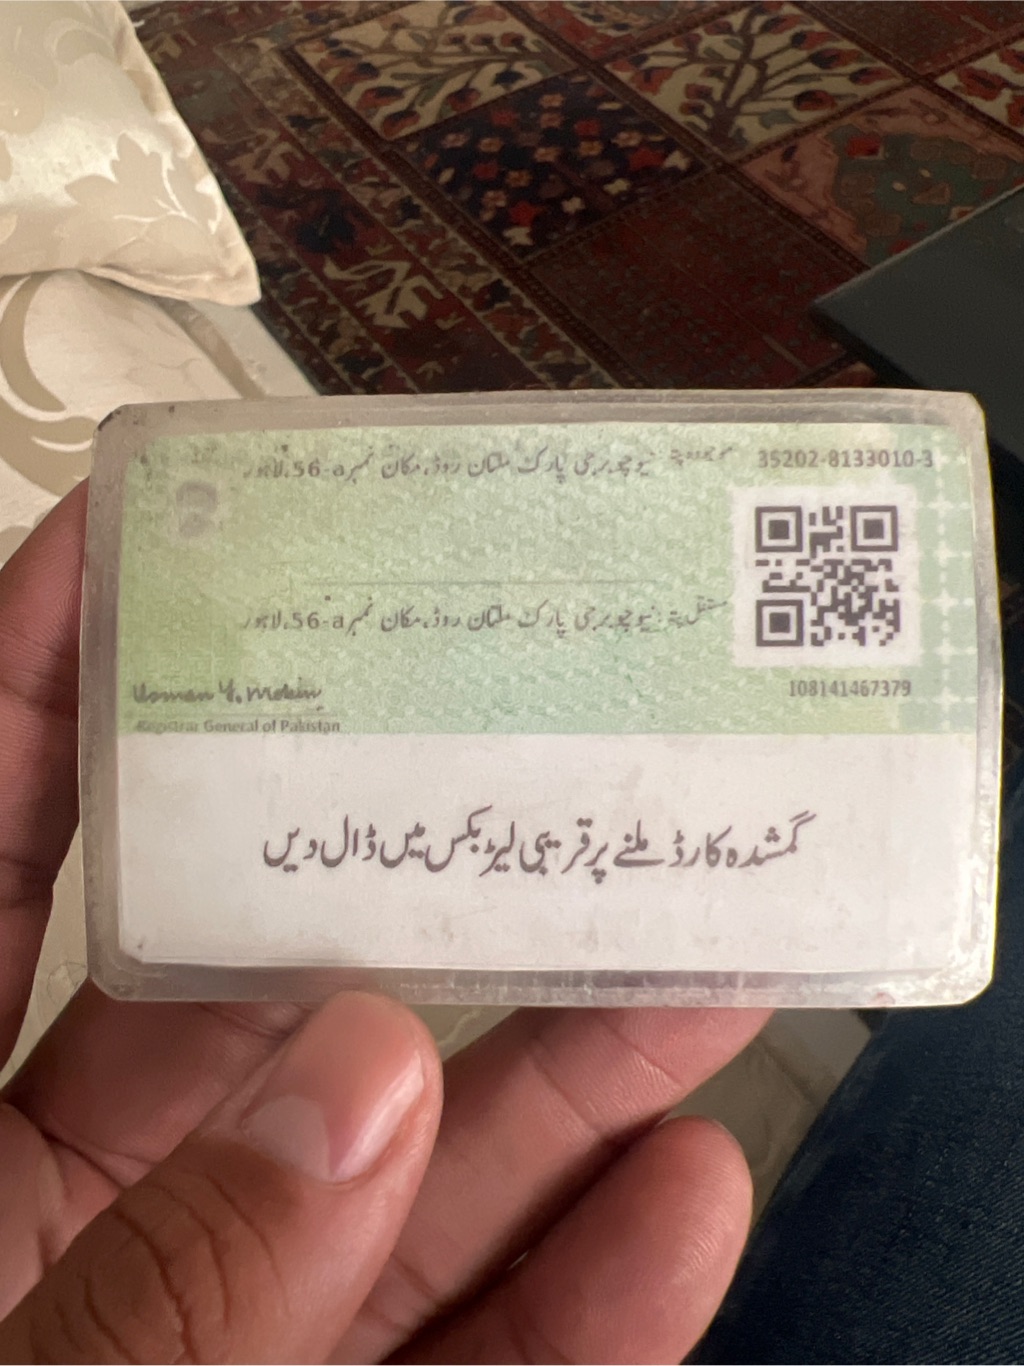 موجودہ پتہ: نیو چوبرجی پارک ملتان روڈ، مکان نمبر 56-a، لاہور
35202-8133010-3
مستقل پتہ: نیو چوبرجی پارک ملتان روڈ، مکان نمبر 56-a، لاہور
Usman Y. Mobin
108141467379
Registrar General of Pakistan
گمشدہ کارڈ ملنے پر قریبی لیٹر بکس میں ڈال دیں